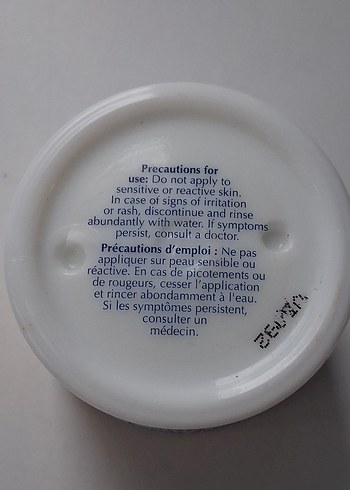 Precautions for
use: Do not apply to
sensitive or reactive skin.
In case of signs of irritation
or rash, discontinue and rinse
abundantly with water. If symptoms
persist, consult a doctor.
Précautions d'emploi : Ne pas
appliquer sur peau sensible ou
réactive. En cas de picotements ou
de rougeurs, cesser l'application
et rincer abondamment à l'eau.
Si les symptômes persistent,
consulter un
médecin.